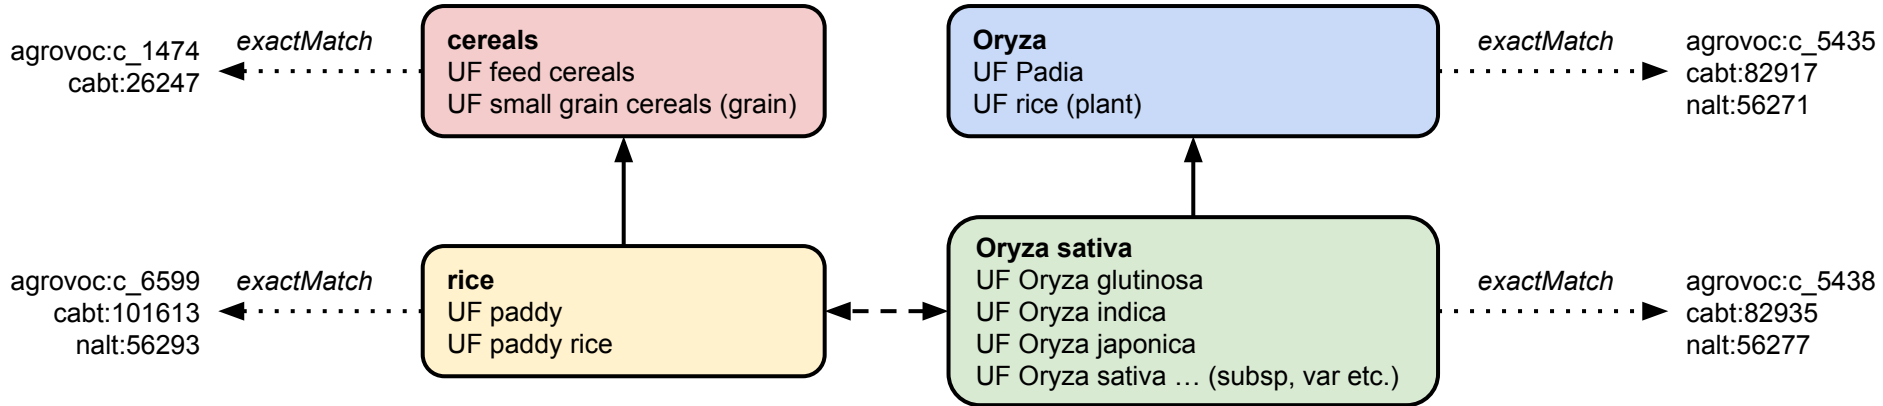 agrovoc:c_1474
cabt:26247
exactMatch
cereals
UF feed cereals
UF small grain cereals (grain)
Oryza
UF Padia
UF rice (plant)
exactMatch
agrovoc:c_5435
cabt:82917
nalt:56271
agrovoc:c_6599
cabt:101613
nalt:56293
exactMatch
rice
UF paddy
UF paddy rice
Oryza sativa
UF Oryza glutinosa
UF Oryza indica
UF Oryza japonica
UF Oryza sativa … (subsp, var etc.)
exactMatch
agrovoc:c_5438
cabt:82935
nalt:56277